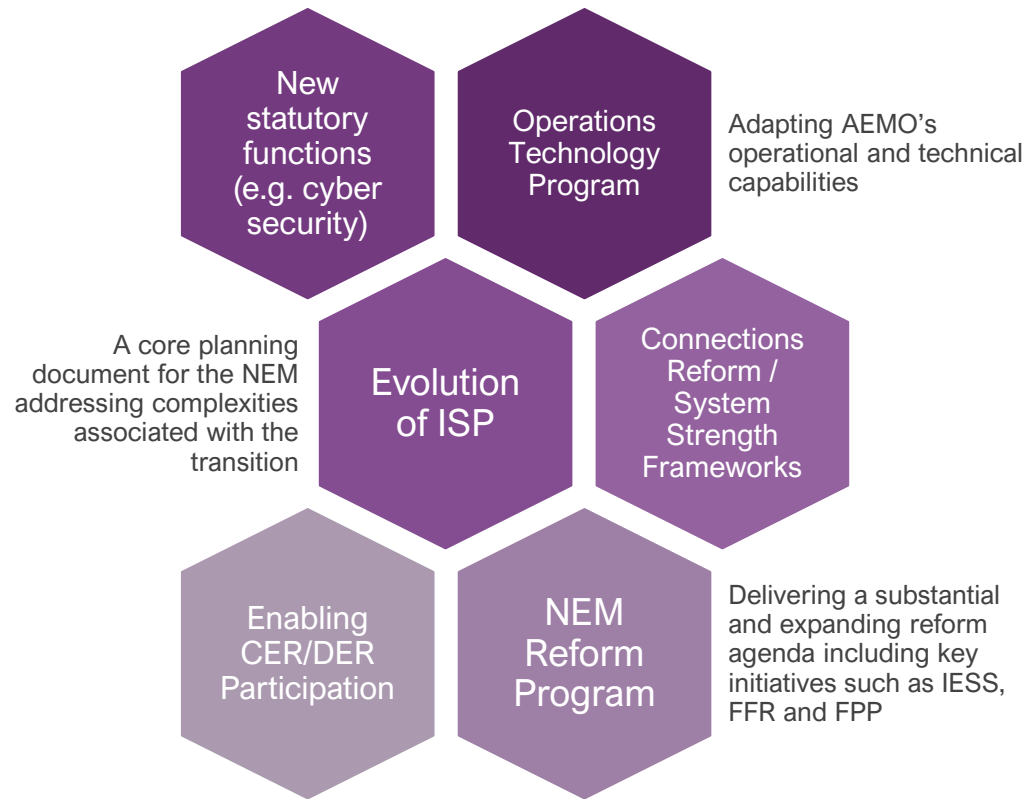 New
statutory
functions
(e.g. cyber
security)
Operations
Technology
Program
Adapting AEMO’s
operational and technical
capabilities
A core planning
document for the NEM
addressing complexities
associated with the
transition
Evolution
of ISP
Connections
Reform /
System
Strength
Frameworks
Enabling
CER/DER
Participation
NEM
Reform
Program
Delivering a substantial
and expanding reform
agenda including key
initiatives such as IESS,
FFR and FPP